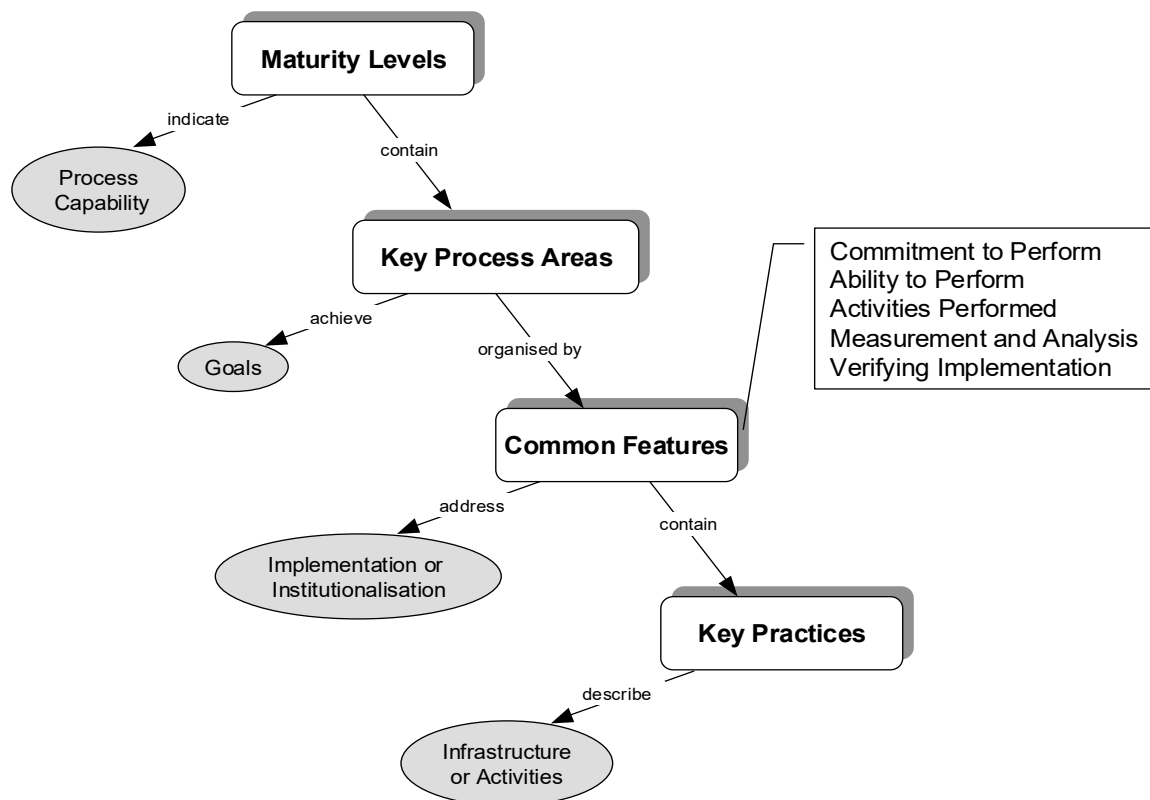 Maturity Levels
indicate
contain
Process
Capability
Key Process Areas
Commitment to Perform
Ability to Perform
Activities Performed
Measurement and Analysis
Verifying Implementation
achieve
organised by
Goals
Common Features
address
contain
Implementation or
Institutionalisation
Key Practices
describe
Infrastructure
or Activities